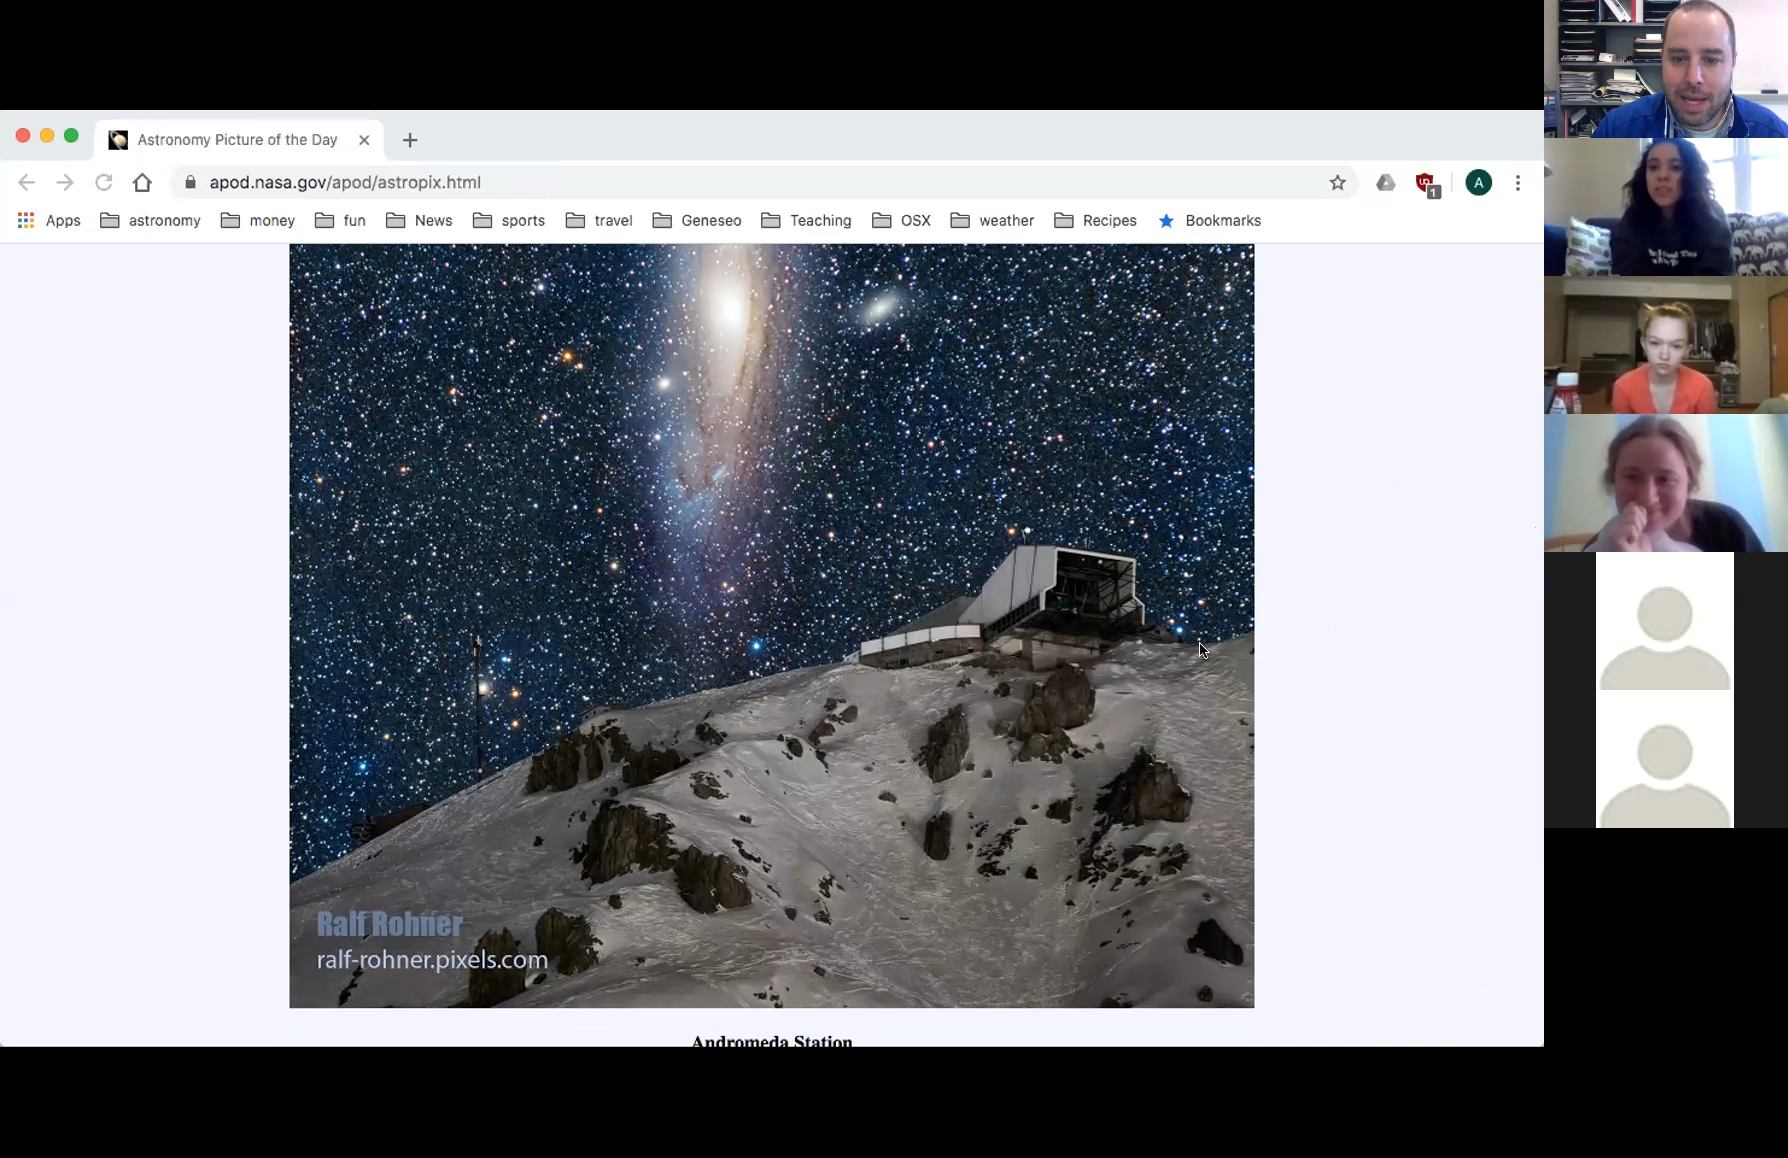 Astronomy Picture of the Day
apod.nasa.gov/apod/astropix.html
1
A
Apps
astronomy
money
fun
News
sports
travel
Geneseo
Teaching
OSX
weather
Recipes
Bookmarks
Ralf Rohner
ralf-rohner.pixels.com
Andromeda Station